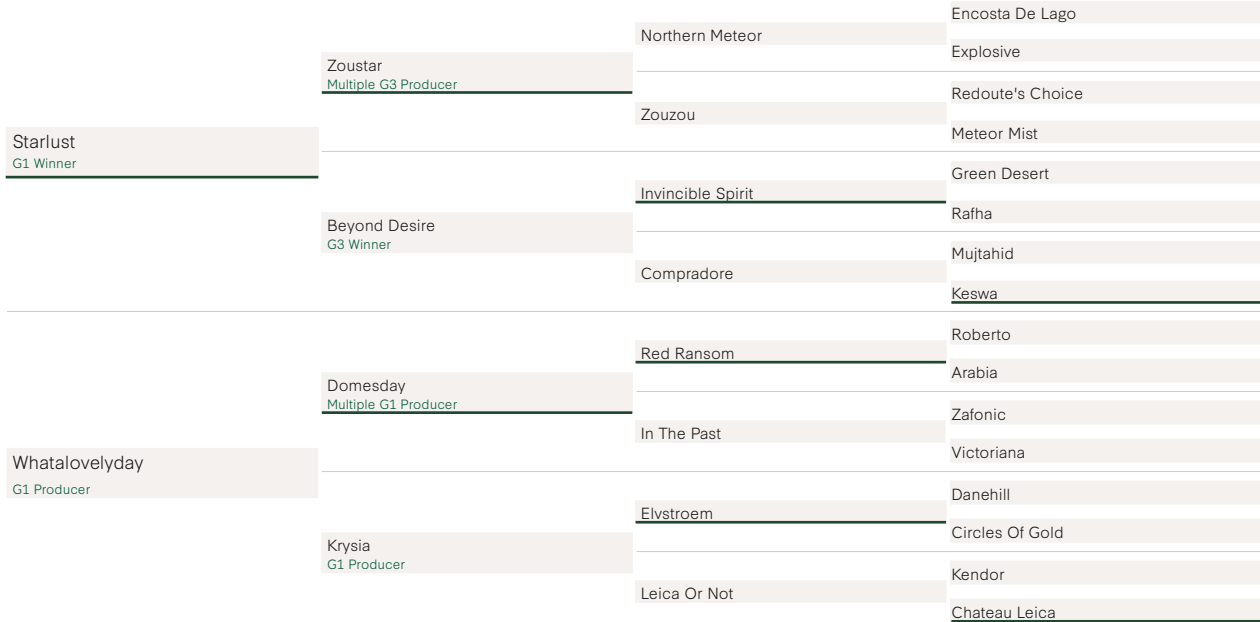 Starlust
G1 Winner
Whatalovelyday
G1 Producer
Zoustar
Multiple G3 Producer
Beyond Desire
G3 Winner
Domesday
Multiple G1 Producer
Krysia
G1 Producer
Northern Meteor
Zouzou
Invincible Spirit
Compradore
Red Ransom
In The Past
Elvstroem
Leica Or Not
Encosta De Lago
Explosive
Redoute's Choice
Meteor Mist
Green Desert
Rafha
Mujtahid
Keswa
Roberto
Arabia
Zafonic
Victoriana
Danehill
Circles Of Gold
Kendor
Chateau Leica